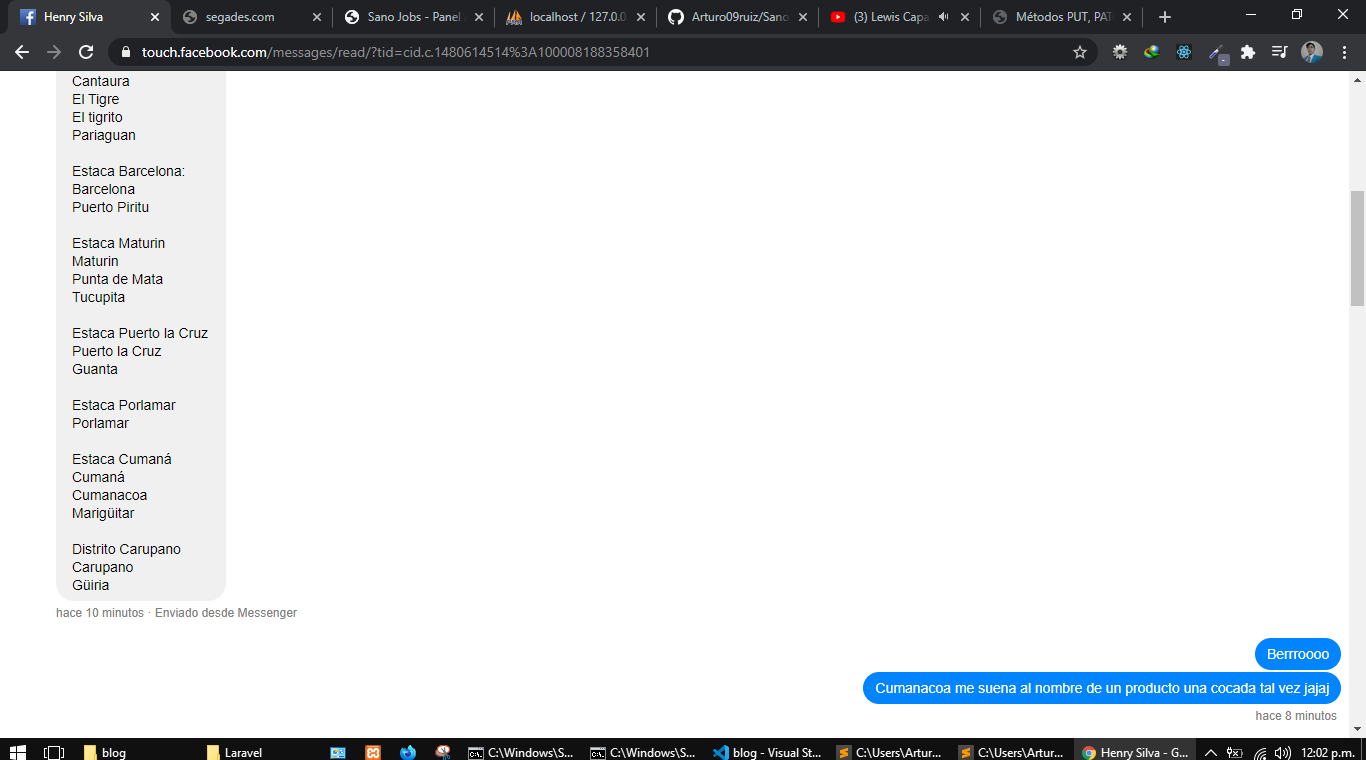 Henry Silva
segades.com
Sano Jobs - Panel
localhost / 127.0.0
Arturo09ruiz/Sano
(3) Lewis Capa
Métodos PUT, PAT
touch.facebook.com/messages/read/?tid=cid.c.1480614514%3A100008188358401
Cantaura
El Tigre
El tigrito
Pariaguan
Estaca Barcelona:
Barcelona
Puerto Piritu
Estaca Maturin
Maturin
Punta de Mata
Tucupita
Estaca Puerto la Cruz
Puerto la Cruz
Guanta
Estaca Porlamar
Porlamar
Estaca Cumaná
Cumaná
Cumanacoa
Marigüitar
Distrito Carupano
Carupano
Güiria
hace 10 minutos · Enviado desde Messenger
Berrroooo
Cumanacoa me suena al nombre de un producto una cocada tal vez jajaj
hace 8 minutos
blog
Laravel
C:\Windows\S...
C:\Windows\S...
blog - Visual St...
C:\Users\Artur...
C:\Users\Artur...
Henry Silva - G...
12:02 p.m.